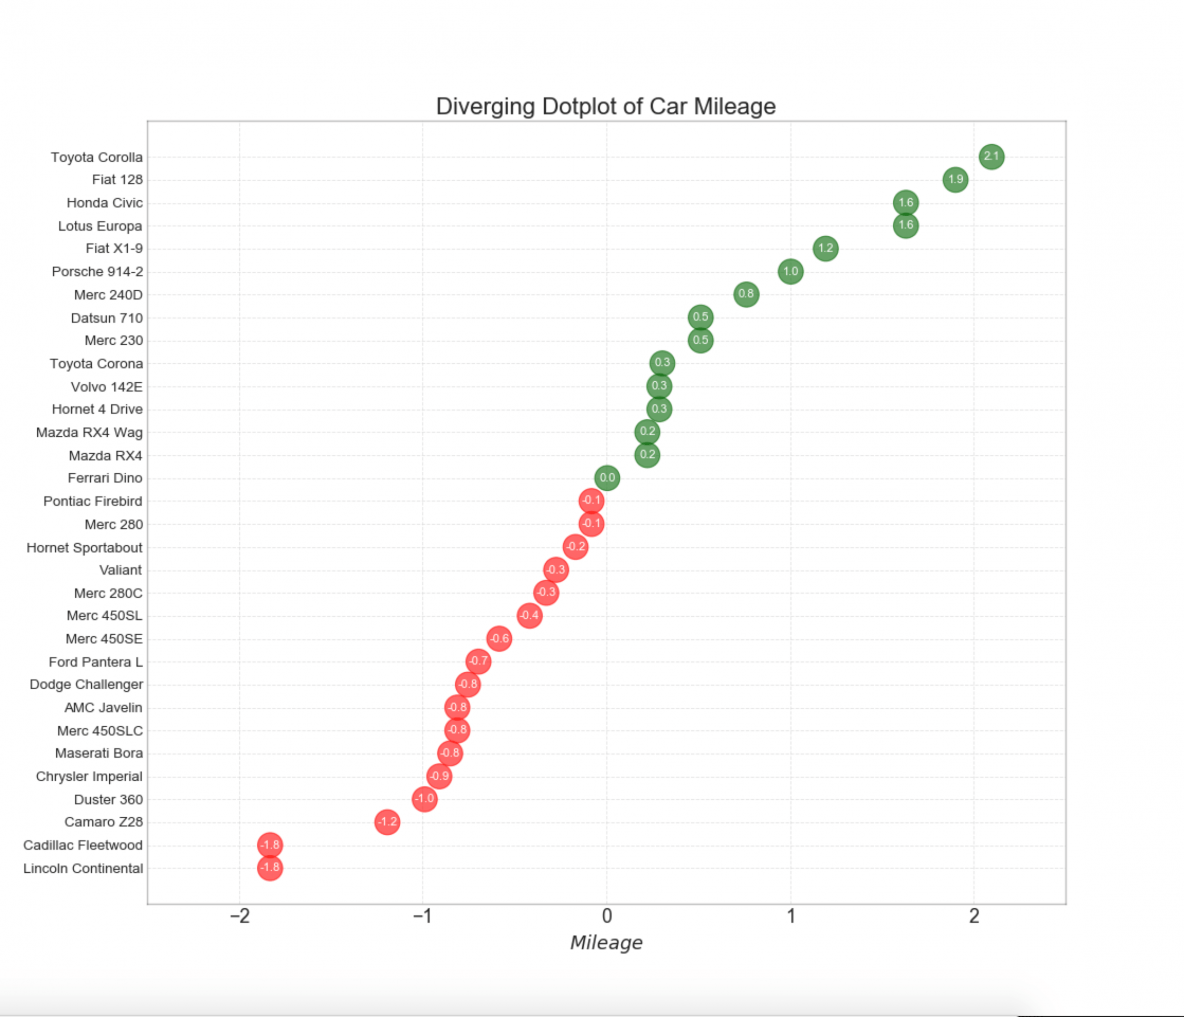 Diverging Dotplot of Car Mileage
Toyota Corolla 2.1
Fiat 128 1.9
Honda Civic 1.6
Lotus Europa 1.6
Fiat X1-9 1.2
Porsche 914-2 1.0
Merc 240D 0.8
Datsun 710 0.5
Merc 230 0.5
Toyota Corona 0.3
Volvo 142E 0.3
Hornet 4 Drive 0.3
Mazda RX4 Wag 0.2
Mazda RX4 0.2
Ferrari Dino 0.0
Pontiac Firebird -0.1
Merc 280 -0.1
Hornet Sportabout -0.2
Valiant -0.3
Merc 280C -0.3
Merc 450SL -0.4
Merc 450SE -0.6
Ford Pantera L -0.7
Dodge Challenger -0.8
AMC Javelin -0.8
Merc 450SLC -0.8
Maserati Bora -0.8
Chrysler Imperial -0.9
Duster 360 -1.0
Camaro Z28 -1.2
Cadillac Fleetwood -1.8
Lincoln Continental -1.8
−2 −1 0 1 2
Mileage